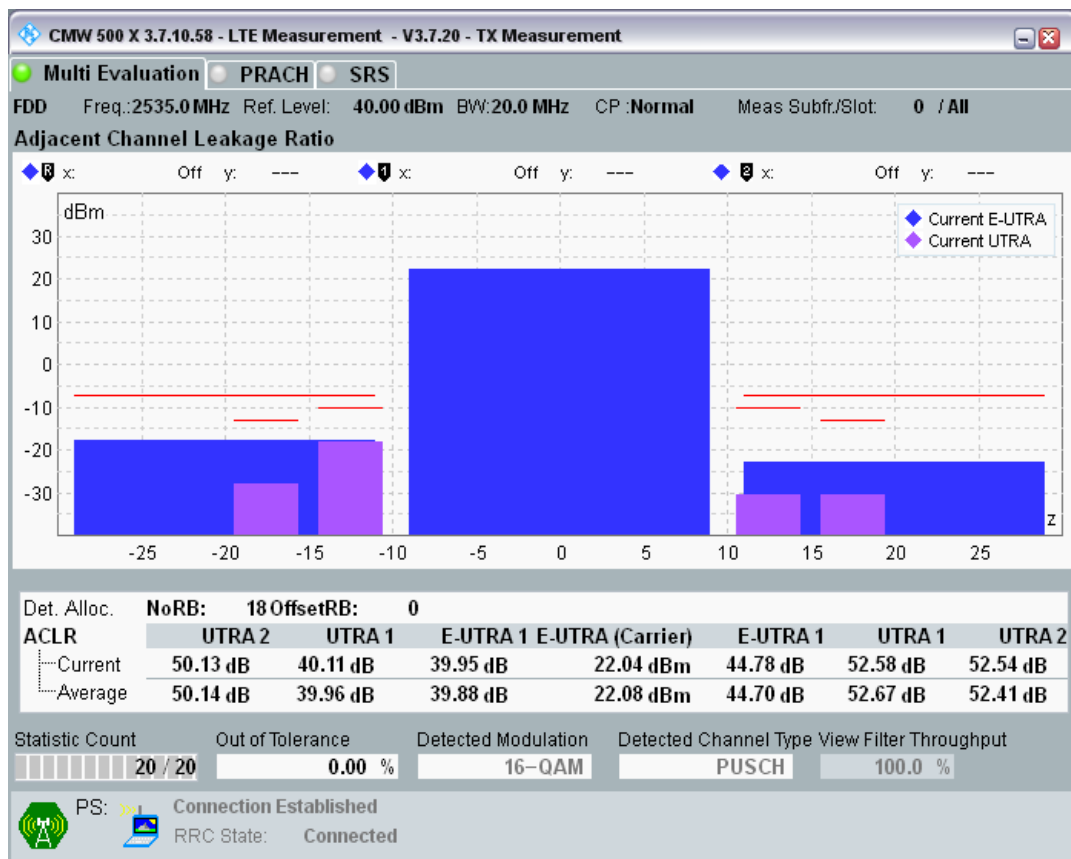 CMW 500 X 3.7.10.58 - LTE Measurement - V3.7.20 - TX Measurement
Multi Evaluation PRACH SRS
FDD Freq.:2535.0 MHz Ref. Level: 40.00 dBm BW:20.0 MHz CP :Normal Meas Subfr./Slot: 0 / All
Adjacent Channel Leakage Ratio
R x: Off y: --- 1 x: Off y: --- 2 x: Off y: ---
dBm
Current E-UTRA
Current UTRA
30
20
10
0
-10
-20
-30
z
-25 -20 -15 -10 -5 0 5 10 15 20 25
Det. Alloc. NoRB: 18 OffsetRB: 0
ACLR UTRA 2 UTRA 1 E-UTRA 1 E-UTRA (Carrier) E-UTRA 1 UTRA 1 UTRA 2
Current 50.13 dB 40.11 dB 39.95 dB 22.04 dBm 44.78 dB 52.58 dB 52.54 dB
Average 50.14 dB 39.96 dB 39.88 dB 22.08 dBm 44.70 dB 52.67 dB 52.41 dB
Statistic Count Out of Tolerance Detected Modulation Detected Channel Type View Filter Throughput
20 / 20 0.00 % 16-QAM PUSCH 100.0 %
PS: Connection Established
RRC State: Connected